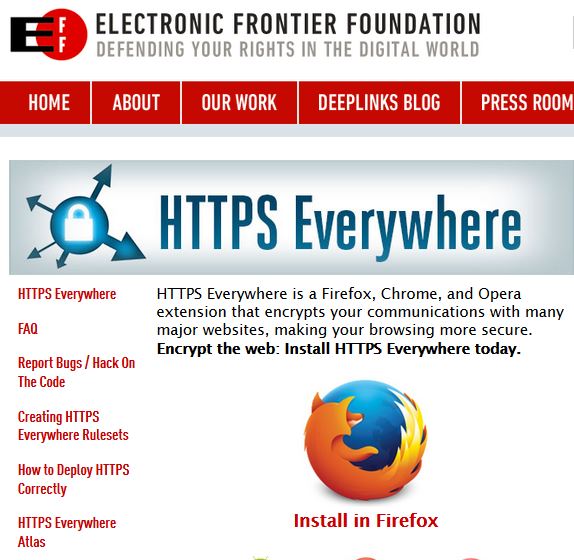 EFF
ELECTRONIC FRONTIER FOUNDATION
DEFENDING YOUR RIGHTS IN THE DIGITAL WORLD
HOME ABOUT OUR WORK DEEPLINKS BLOG PRESS ROOM
HTTPS Everywhere
HTTPS Everywhere
FAQ
Report Bugs / Hack On
The Code
Creating HTTPS
Everywhere Rulesets
How to Deploy HTTPS
Correctly
HTTPS Everywhere
Atlas
HTTPS Everywhere is a Firefox, Chrome, and Opera
extension that encrypts your communications with many
major websites, making your browsing more secure.
Encrypt the web: Install HTTPS Everywhere today.
Install in Firefox